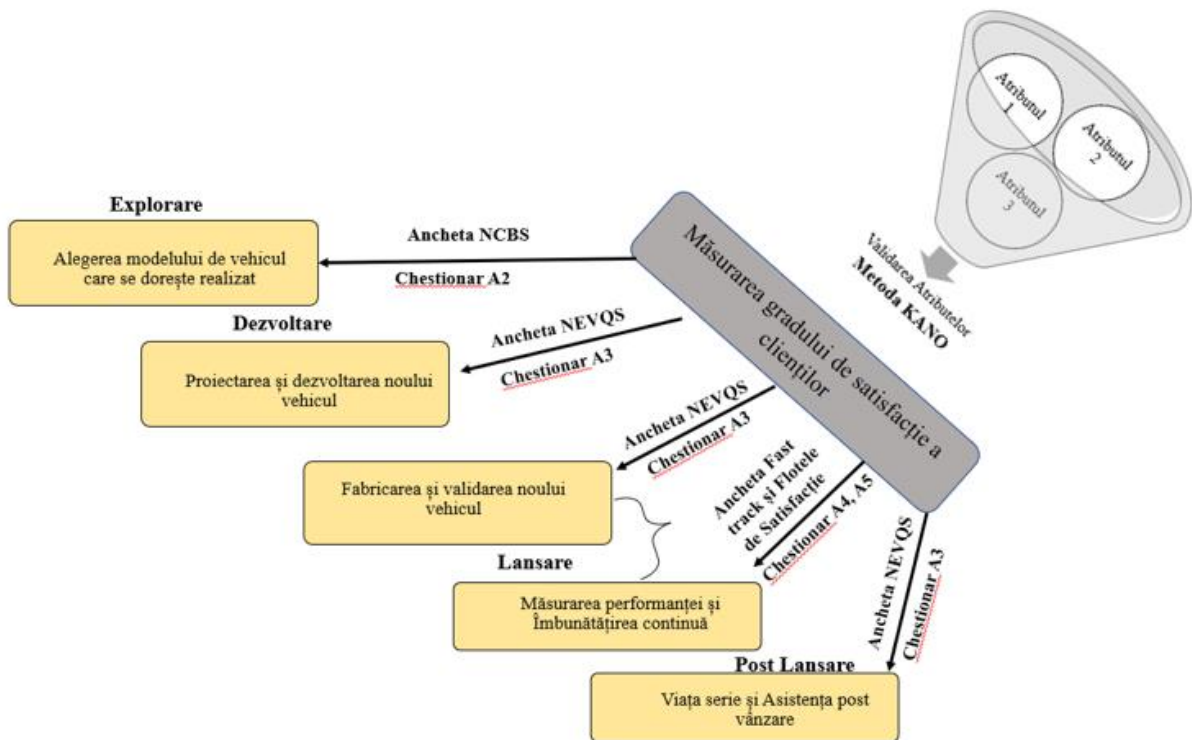 Atributul
1
Atributul
2
Atributul
3
Validarea Atributelor
Metoda KANO
Măsurarea gradului de satisfacție a
clienților
Explorare
Alegerea modelului de vehicul
care se dorește realizat
Ancheta NCBS
Chestionar A2
Dezvoltare
Proiectarea și dezvoltarea noului
vehicul
Ancheta NEVQS
Chestionar A3
Fabricarea și validarea noului
vehicul
Ancheta NEVQS
Chestionar A3
Lansare
Măsurarea performanței și
Îmbunătățirea continuă
Ancheta Fast
track și Flotele
de Satisfacție
Chestionar A4, A5
Post Lansare
Viața serie și Asistența post
vânzare
Ancheta NEVQS
Chestionar A3